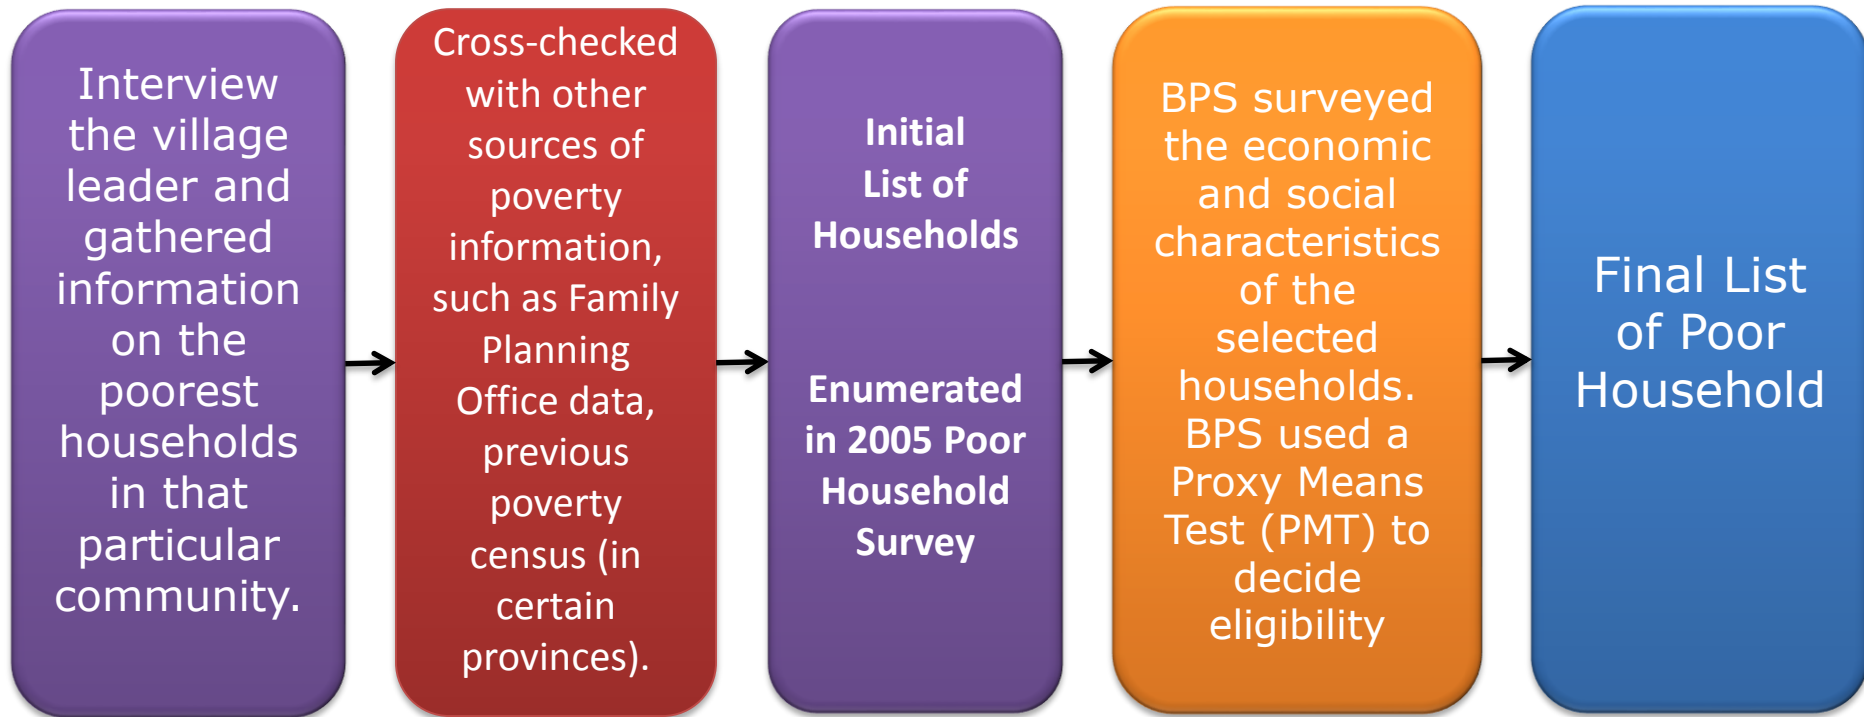 Interview
the village
leader and
gathered
information
on the
poorest
households
in that
particular
community.
Cross-checked
with other
sources of
poverty
information,
such as Family
Planning
Office data,
previous
poverty
census (in
certain
provinces).
Initial
List of
Households
Enumerated
in 2005 Poor
Household
Survey
BPS surveyed
the economic
and social
characteristics
of the
selected
households.
BPS used a
Proxy Means
Test (PMT) to
decide
eligibility
Final List
of Poor
Household